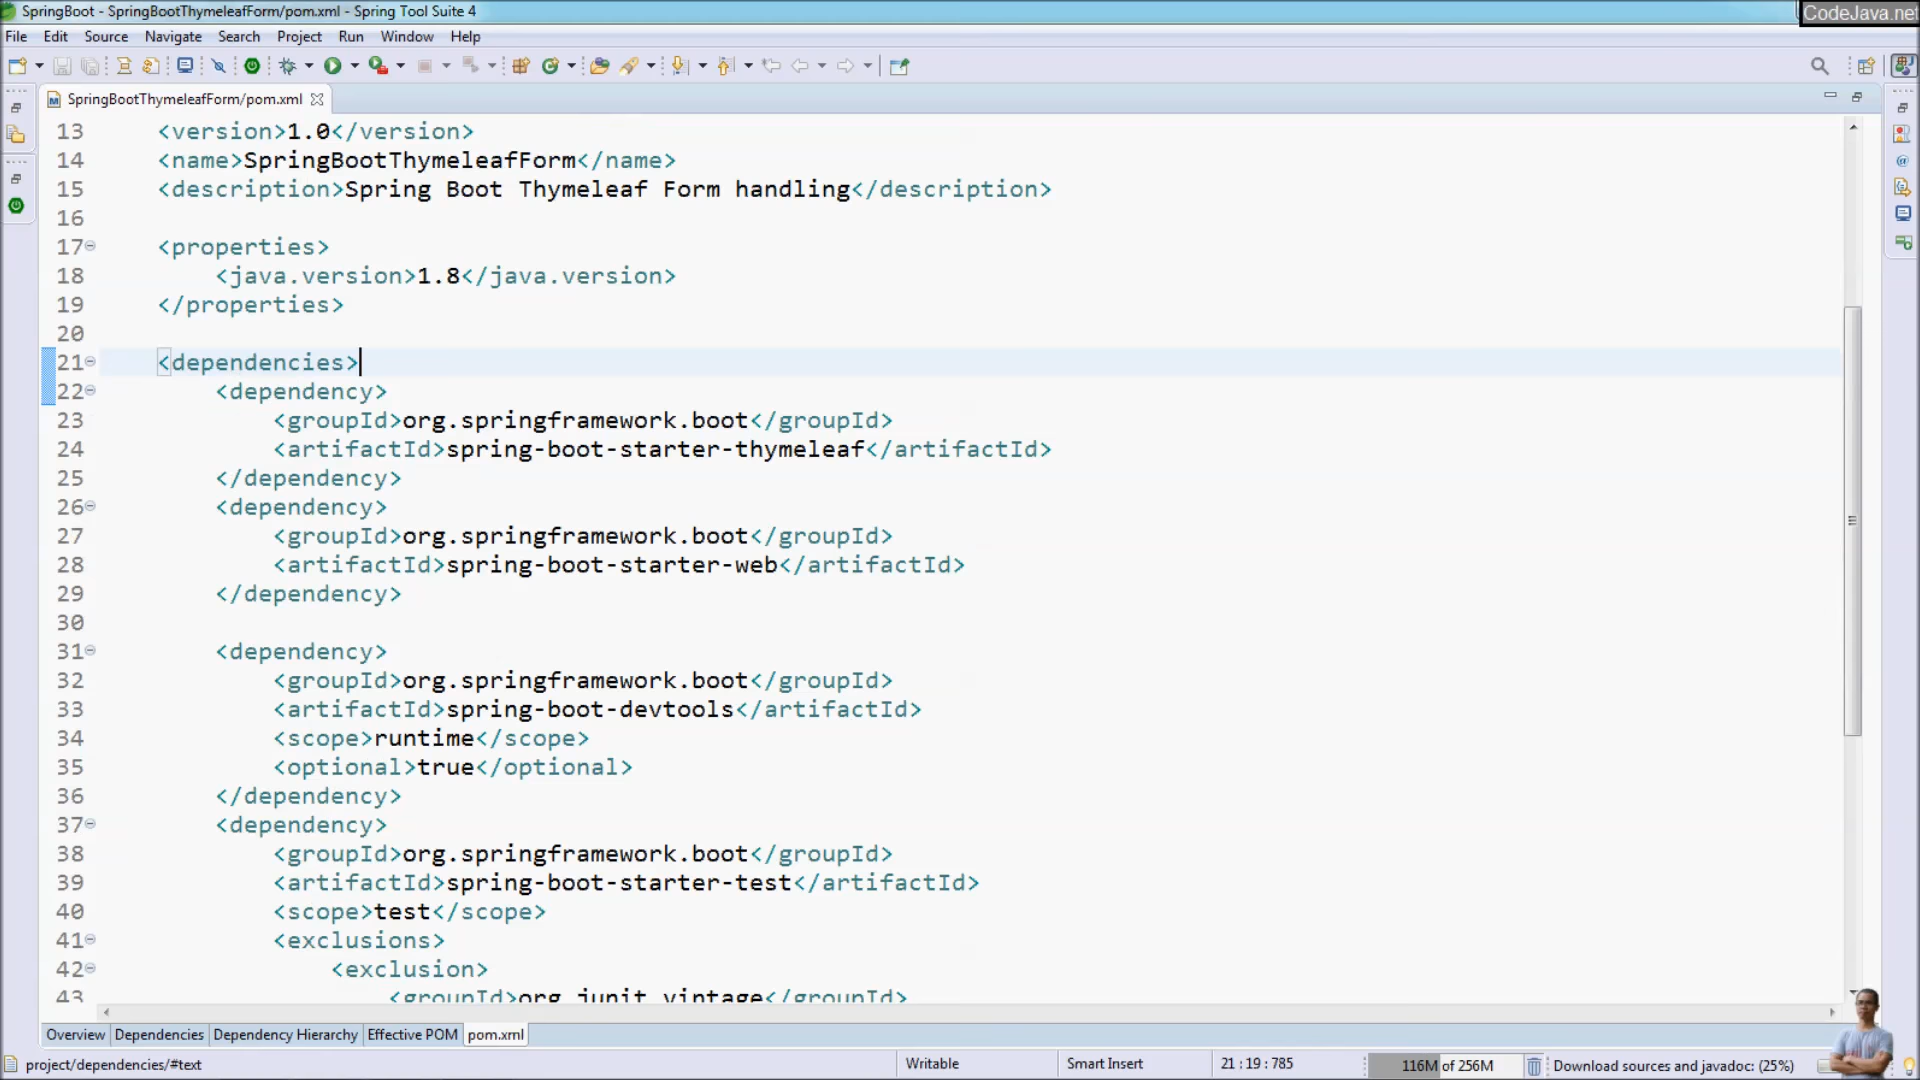 SpringBoot - SpringBootThymeleafForm/pom.xml - Spring Tool Suite 4
CodeJava.net
File Edit Source Navigate Search Project Run Window Help
SpringBootThymeleafForm/pom.xml
13 <version>1.0</version>
14 <name>SpringBootThymeleafForm</name>
15 <description>Spring Boot Thymeleaf Form handling</description>
16
17 <properties>
18 <java.version>1.8</java.version>
19 </properties>
20
21 <dependencies>
22 <dependency>
23 <groupId>org.springframework.boot</groupId>
24 <artifactId>spring-boot-starter-thymeleaf</artifactId>
25 </dependency>
26 <dependency>
27 <groupId>org.springframework.boot</groupId>
28 <artifactId>spring-boot-starter-web</artifactId>
29 </dependency>
30
31 <dependency>
32 <groupId>org.springframework.boot</groupId>
33 <artifactId>spring-boot-devtools</artifactId>
34 <scope>runtime</scope>
35 <optional>true</optional>
36 </dependency>
37 <dependency>
38 <groupId>org.springframework.boot</groupId>
39 <artifactId>spring-boot-starter-test</artifactId>
40 <scope>test</scope>
41 <exclusions>
42 <exclusion>
43 <groupId>org.junit.vintage</groupId>
Overview Dependencies Dependency Hierarchy Effective POM pom.xml
project/dependencies/#text Writable Smart Insert 21 : 19 : 785 116M of 256M Download sources and javadoc: (25%)